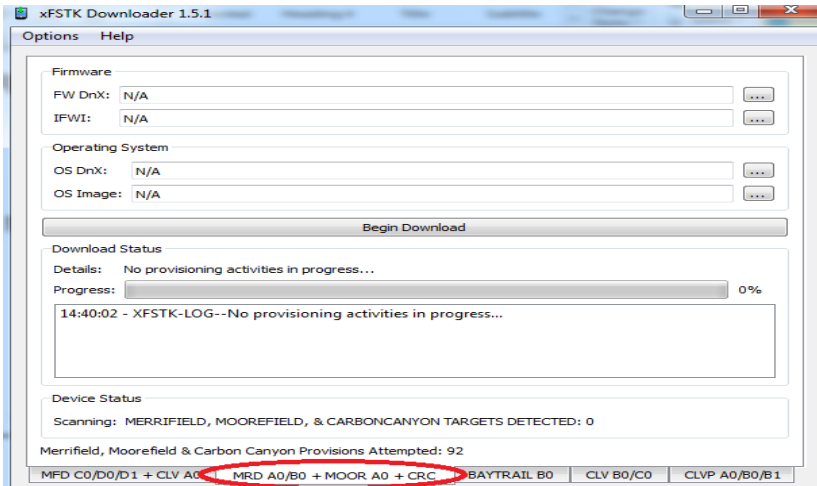 xFSTK Downloader 1.5.1
Options Help
Firmware
FW DnX: N/A ...
IFWI: N/A ...
Operating System
OS DnX: N/A ...
OS Image: N/A ...
Begin Download
Download Status
Details: No provisioning activities in progress...
Progress: 0%
14:40:02 - XFSTK-LOG--No provisioning activities in progress...
Device Status
Scanning: MERRIFIELD, MOOREFIELD, & CARBONCANYON TARGETS DETECTED: 0
Merrifield, Moorefield & Carbon Canyon Provisions Attempted: 92
MFD C0/D0/D1 + CLV A0 MRD A0/B0 + MOOR A0 + CRC BAYTRAIL B0 CLV B0/C0 CLVP A0/B0/B1